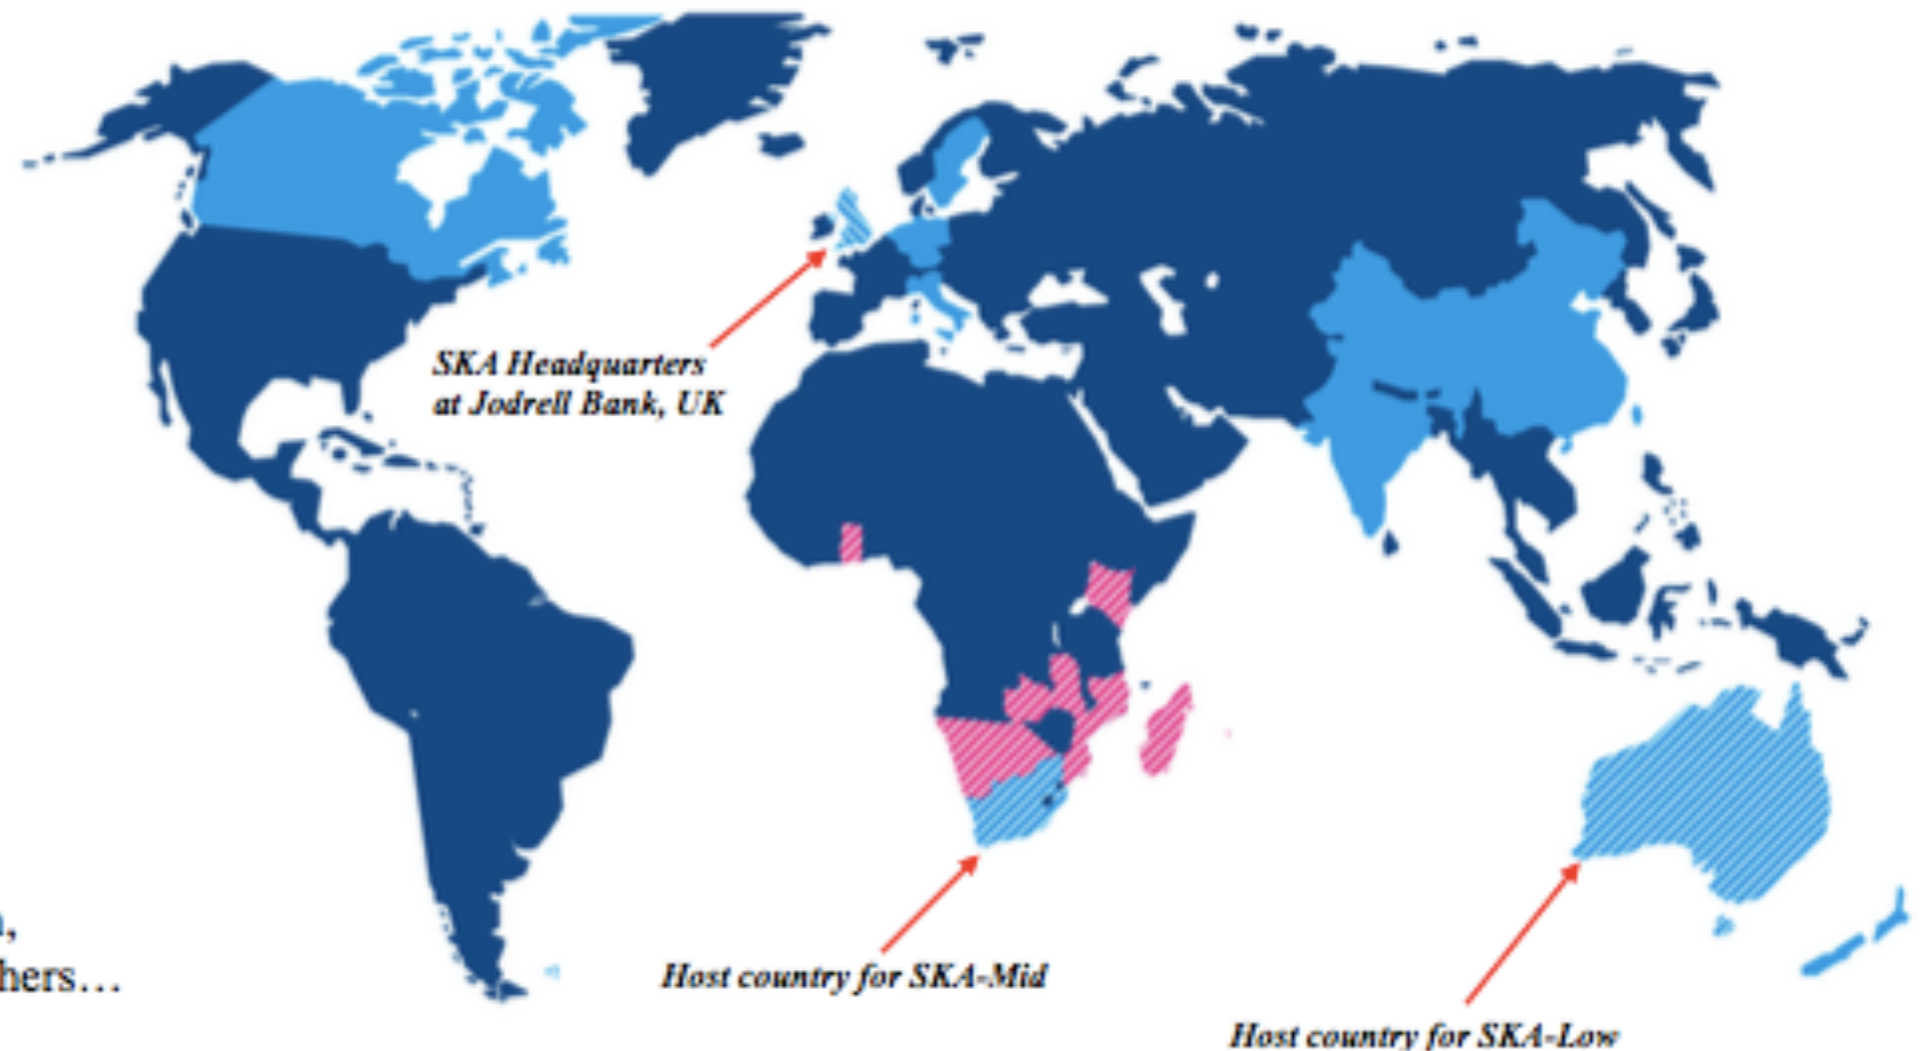 SKA Headquarters
at Jodrell Bank, UK
hers...
Host country for SKA-Mid
Host country for SKA-Low